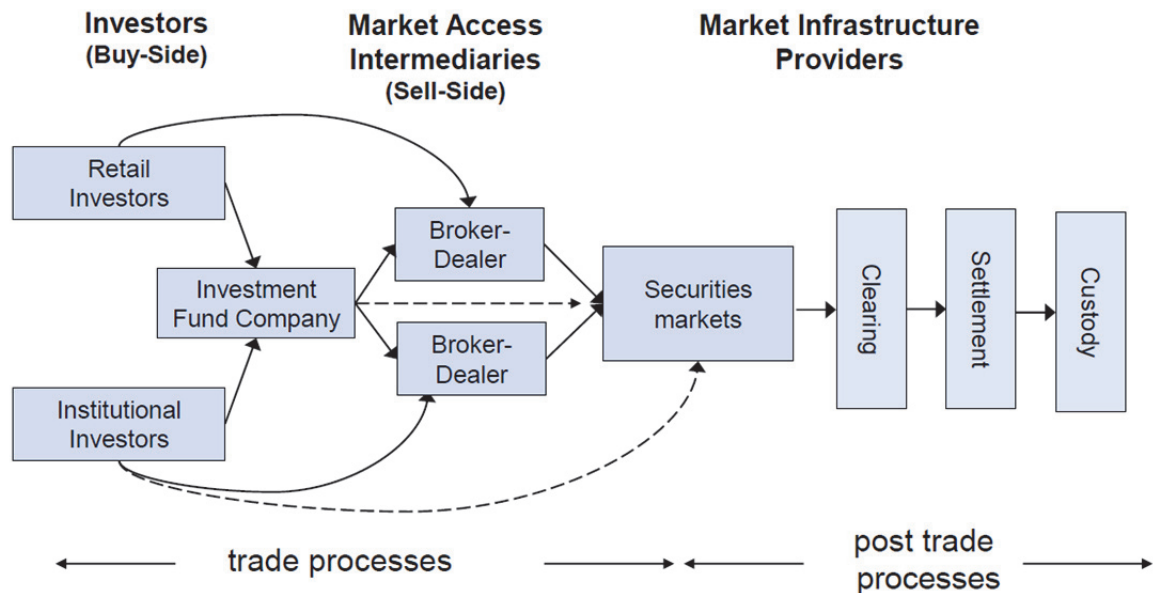 Investors
(Buy-Side)
Market Access
Intermediaries
(Sell-Side)
Market Infrastructure
Providers
Retail
Investors
Institutional
Investors
Investment
Fund Company
Broker-
Dealer
Broker-
Dealer
Securities
markets
Clearing
Settlement
Custody
trade processes
post trade
processes